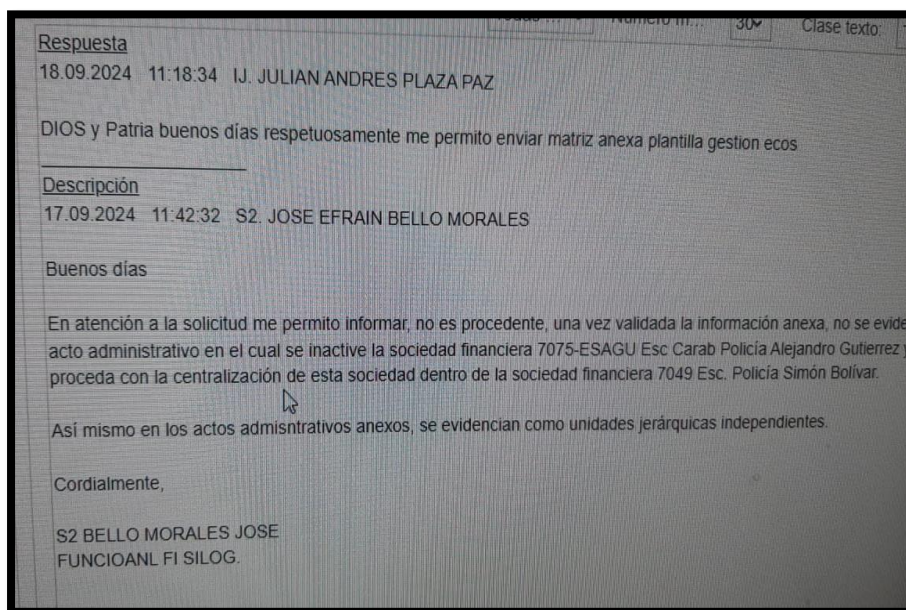 30
Clase texto:
Respuesta
18.09.2024 11:18:34 IJ. JULIAN ANDRES PLAZA PAZ
DIOS y Patria buenos días respetuosamente me permito enviar matriz anexa plantilla gestion ecos
Descripción
17.09.2024 11:42:32 S2. JOSE EFRAIN BELLO MORALES
Buenos días
En atención a la solicitud me permito informar, no es procedente, una vez validada la información anexa, no se evide
acto administrativo en el cual se inactive la sociedad financiera 7075-ESAGU Esc Carab Policía Alejandro Gutierrez y
proceda con la centralización de esta sociedad dentro de la sociedad financiera 7049 Esc. Policía Simón Bolívar.
Así mismo en los actos admisntrativos anexos, se evidencian como unidades jerárquicas independientes.
Cordialmente,
S2 BELLO MORALES JOSE
FUNCIOANL FI SILOG.